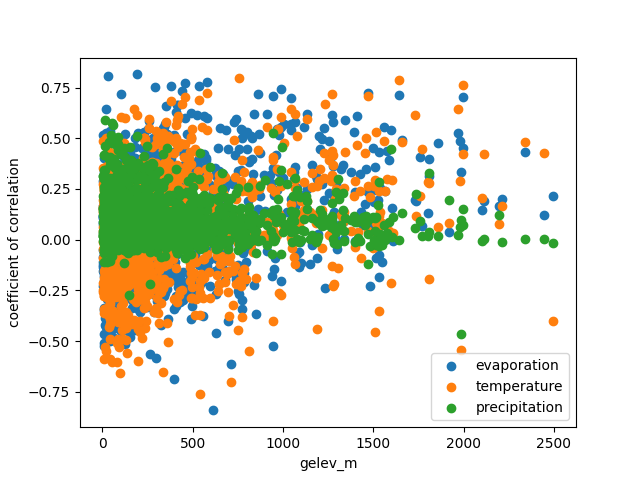 0.75
0.50
0.25
0.00
−0.25
−0.50
−0.75
coefficient of correlation
0
500
1000
1500
2000
2500
gelev_m
evaporation
temperature
precipitation